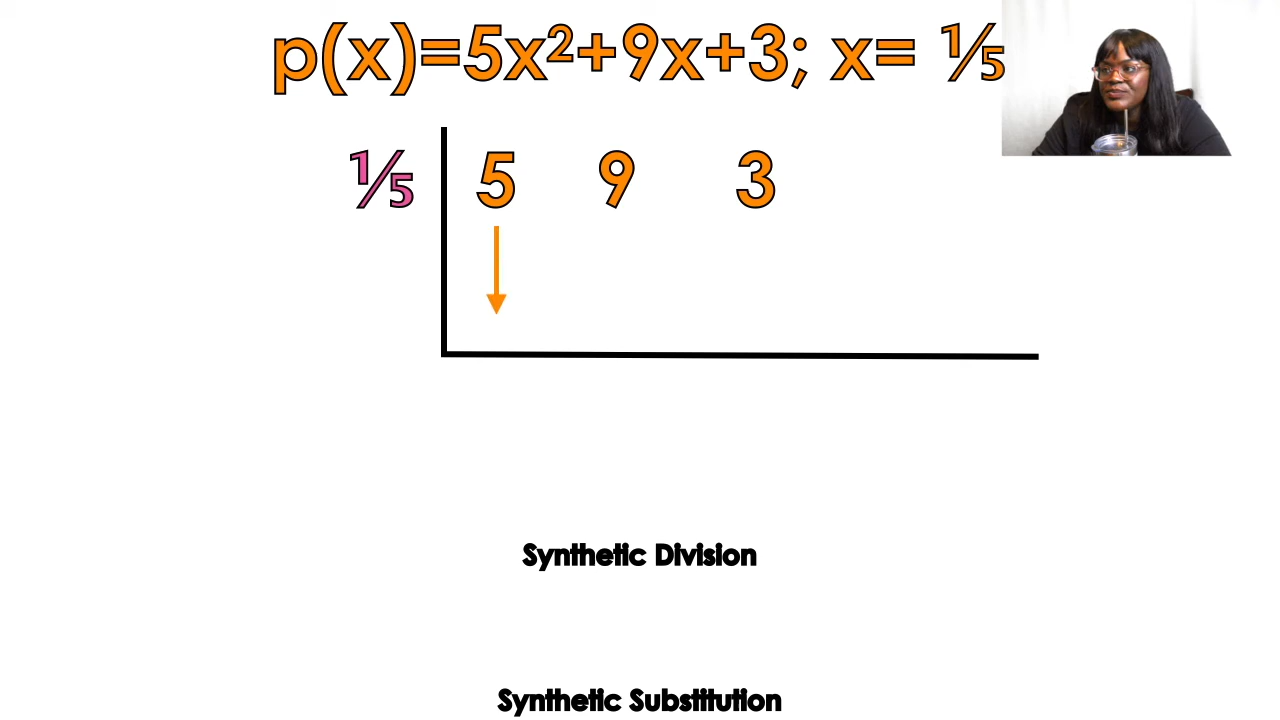 p(x)=5x²+9x+3; x= ⅕
⅕ 5 9 3
Synthetic Division
Synthetic Substitution